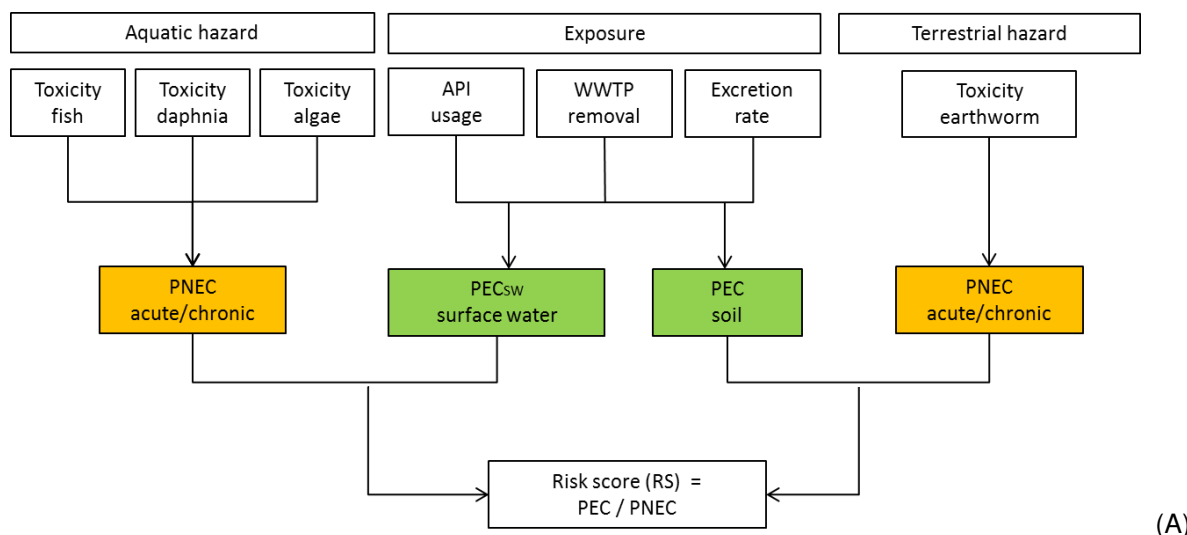 Aquatic hazard
Exposure
Terrestrial hazard
Toxicity
fish
Toxicity
daphnia
Toxicity
algae
API
usage
WWTP
removal
Excretion
rate
Toxicity
earthworm
PNEC
acute/chronic
PECsw
surface water
PEC
soil
PNEC
acute/chronic
Risk score (RS) =
PEC / PNEC
(A)